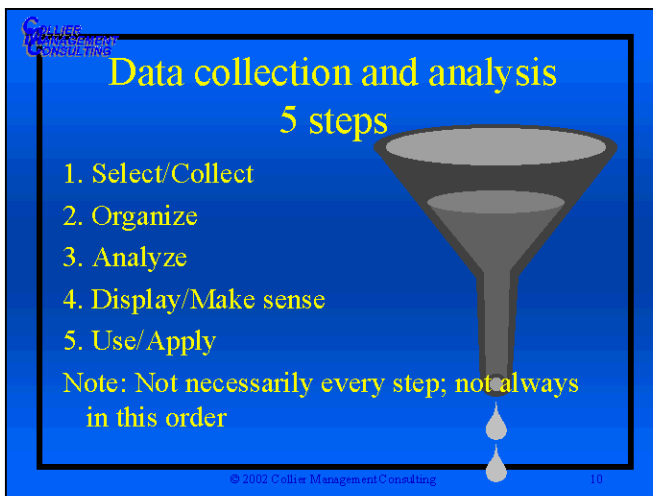 COLLIER
MANAGEMENT
CONSULTING
Data collection and analysis
5 steps
1. Select/Collect
2. Organize
3. Analyze
4. Display/Make sense
5. Use/Apply
Note: Not necessarily every step; not always
in this order
© 2002 Collier Management Consulting
10